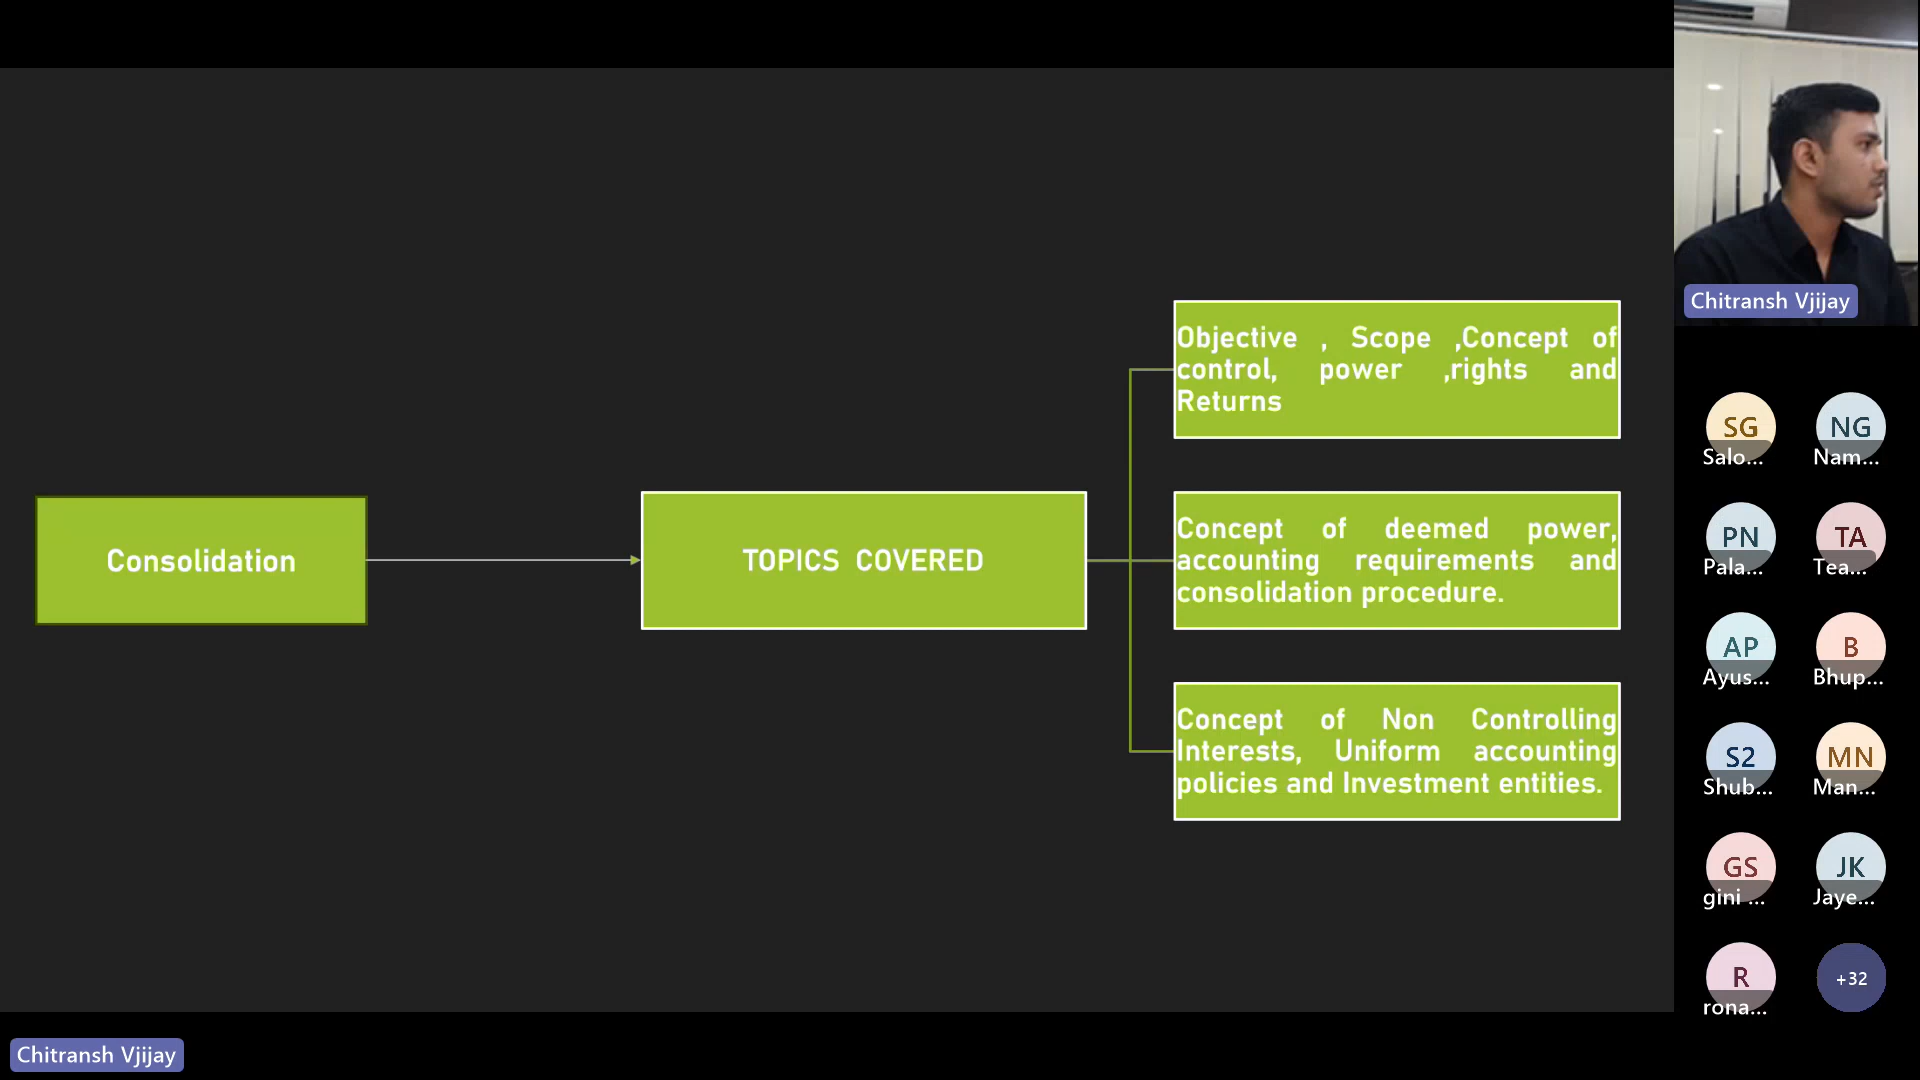 Consolidation
TOPICS COVERED
Objective , Scope ,Concept of
control, power ,rights and
Returns
Concept of deemed power,
accounting requirements and
consolidation procedure.
Concept of Non Controlling
Interests, Uniform accounting
policies and Investment entities.
Chitransh Vjijay
SG
Salo...
NG
Nam...
PN
Pala...
TA
Tea...
AP
Ayus...
B
Bhup...
S2
Shub...
MN
Man...
GS
gini ...
JK
Jaye...
R
rona...
+32
Chitransh Vjijay